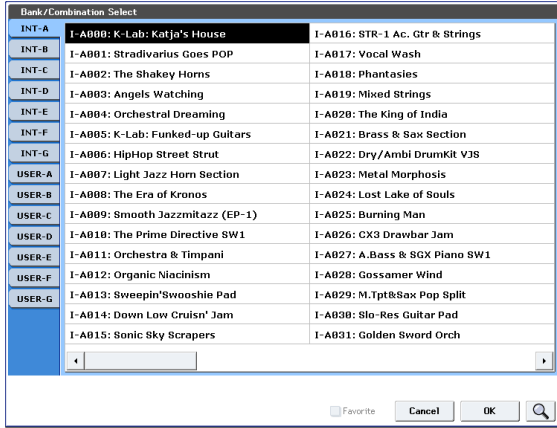 Bank/Combination Select
INT-A
INT-B
INT-C
INT-D
INT-E
INT-F
INT-G
USER-A
USER-B
USER-C
USER-D
USER-E
USER-F
USER-G
I-A000: K-Lab: Katja's House
I-A001: Stradivarius Goes POP
I-A002: The Shakey Horns
I-A003: Angels Watching
I-A004: Orchestral Dreaming
I-A005: K-Lab: Funked-up Guitars
I-A006: HipHop Street Strut
I-A007: Light Jazz Horn Section
I-A008: The Era of Kronos
I-A009: Smooth Jazzmitazz (EP-1)
I-A010: The Prime Directive SW1
I-A011: Orchestra & Timpani
I-A012: Organic Niacinism
I-A013: Sweepin'Swooshie Pad
I-A014: Down Low Cruisn' Jam
I-A015: Sonic Sky Scrapers
I-A016: STR-1 Ac. Gtr & Strings
I-A017: Vocal Wash
I-A018: Phantasies
I-A019: Mixed Strings
I-A020: The King of India
I-A021: Brass & Sax Section
I-A022: Dry/Ambi DrumKit VJS
I-A023: Metal Morphosis
I-A024: Lost Lake of Souls
I-A025: Burning Man
I-A026: CX3 Drawbar Jam
I-A027: A.Bass & SGX Piano SW1
I-A028: Gossamer Wind
I-A029: M.Tpt&Sax Pop Split
I-A030: Slo-Res Guitar Pad
I-A031: Golden Sword Orch
Favorite
Cancel
OK